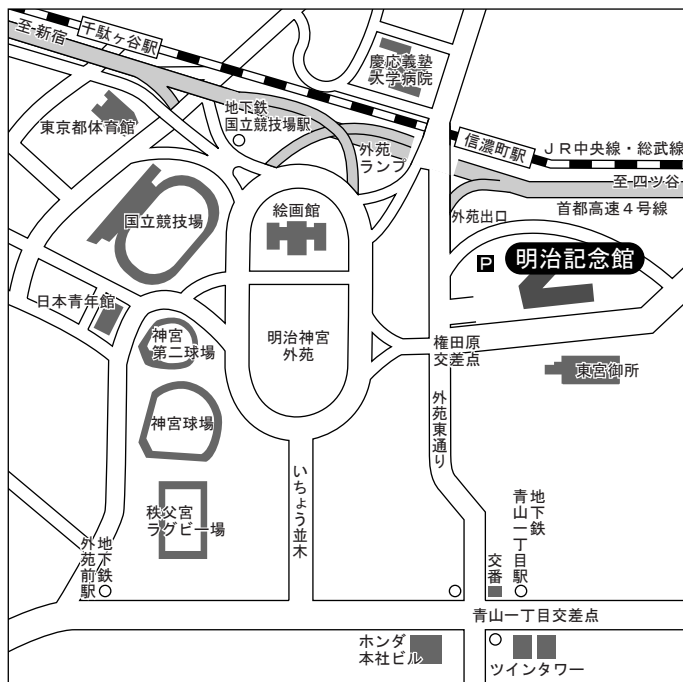 至新宿
千駄ヶ谷駅
慶応義塾
大学病院
東京都体育館
地下鉄
国立競技場駅
外苑
ランプ
信濃町駅
ＪＲ中央線・総武線
至四ツ谷
首都高速４号線
国立競技場
絵画館
外苑出口
P
明治記念館
日本青年館
神宮
第二球場
明治神宮
外苑
権田原
交差点
東宮御所
神宮球場
外苑東通り
いちょう並木
秩父宮
ラグビー場
地下鉄
外苑前駅
交番
地下鉄
青山一丁目駅
青山一丁目交差点
ホンダ
本社ビル
ツインタワー